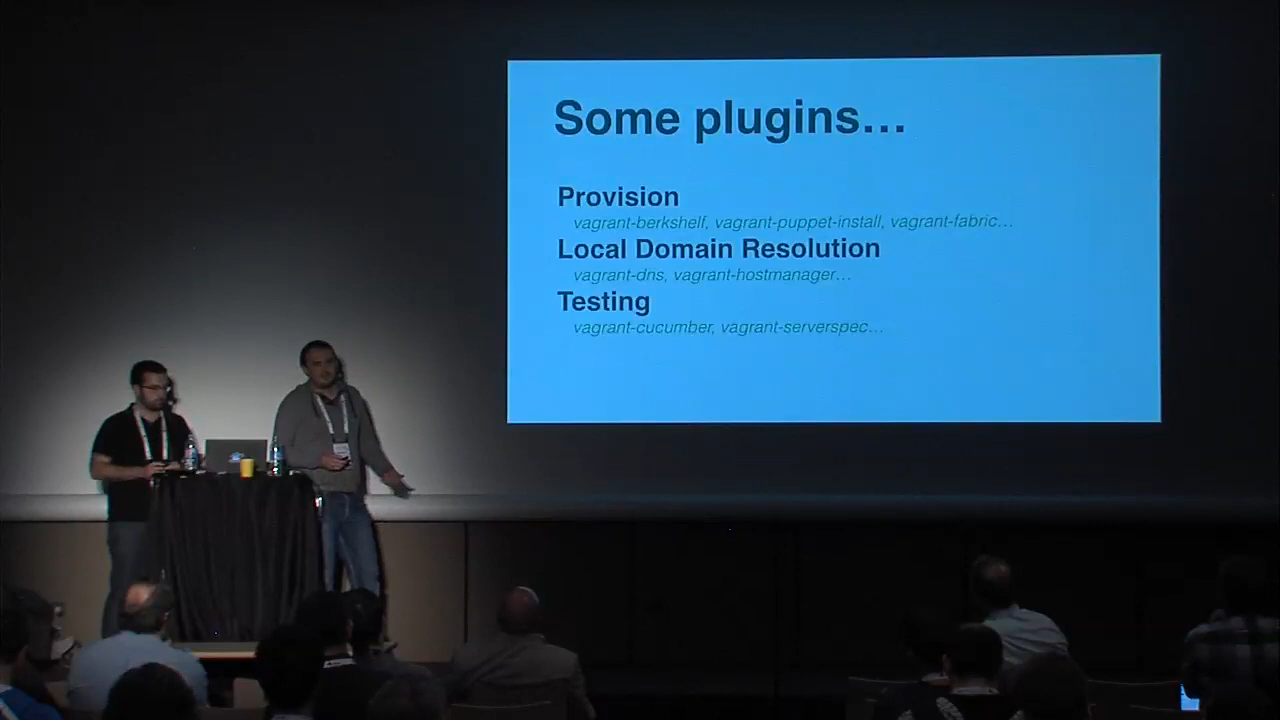 Some plugins…
Provision
vagrant-berkshelf, vagrant-puppet-install, vagrant-fabric…
Local Domain Resolution
vagrant-dns, vagrant-hostmanager…
Testing
vagrant-cucumber, vagrant-serverspec…